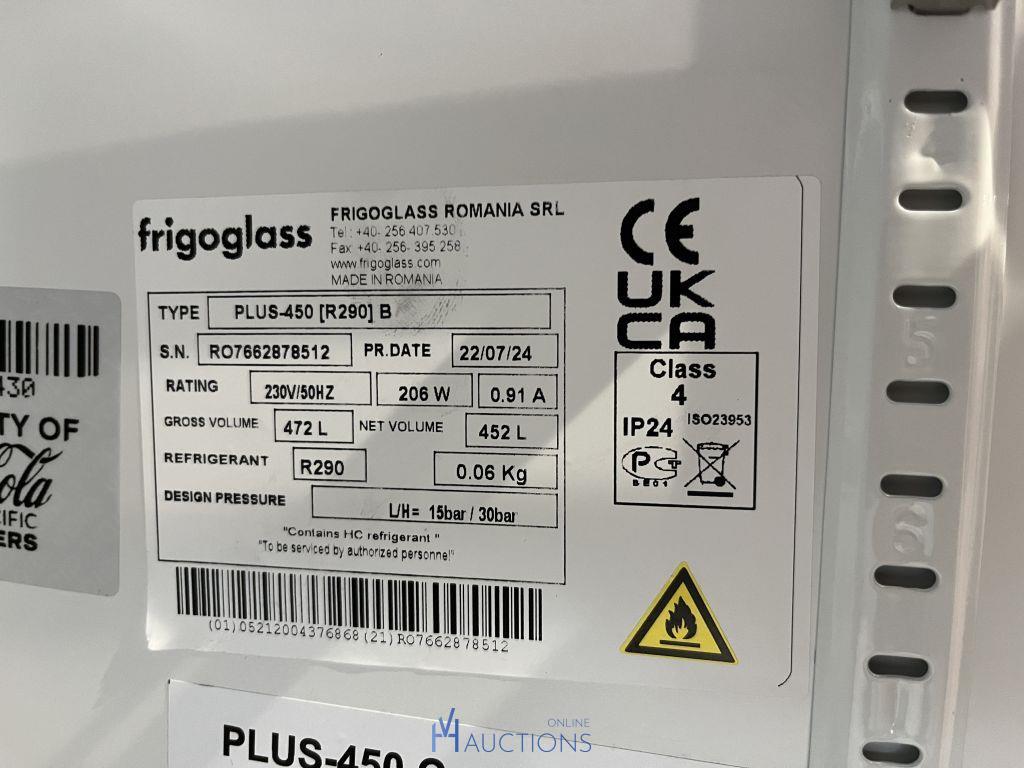 frigoglass
FRIGOGLASS ROMANIA SRL
Tel : +40- 256 407 530
Fax +40- 256- 395 258
www.frigoglass.com
MADE IN ROMANIA
CE
UK
CA
TYPE PLUS-450 [R290] B
S.N. RO7662878512 PR.DATE 22/07/24
RATING 230V/50HZ 206 W 0.91 A
GROSS VOLUME 472 L NET VOLUME 452 L
REFRIGERANT R290 0.06 Kg
DESIGN PRESSURE L/H= 15bar / 30bar
"Contains HC refrigerant "
"To be serviced by authorized personnel"
(01)05212004376868(21)RO7662878512
Class
4
IP24 ISO23953
BE01
430
TY OF
ola
IFIC
ERS
5
6
PLUS-450
ONLINE
AUCTIONS